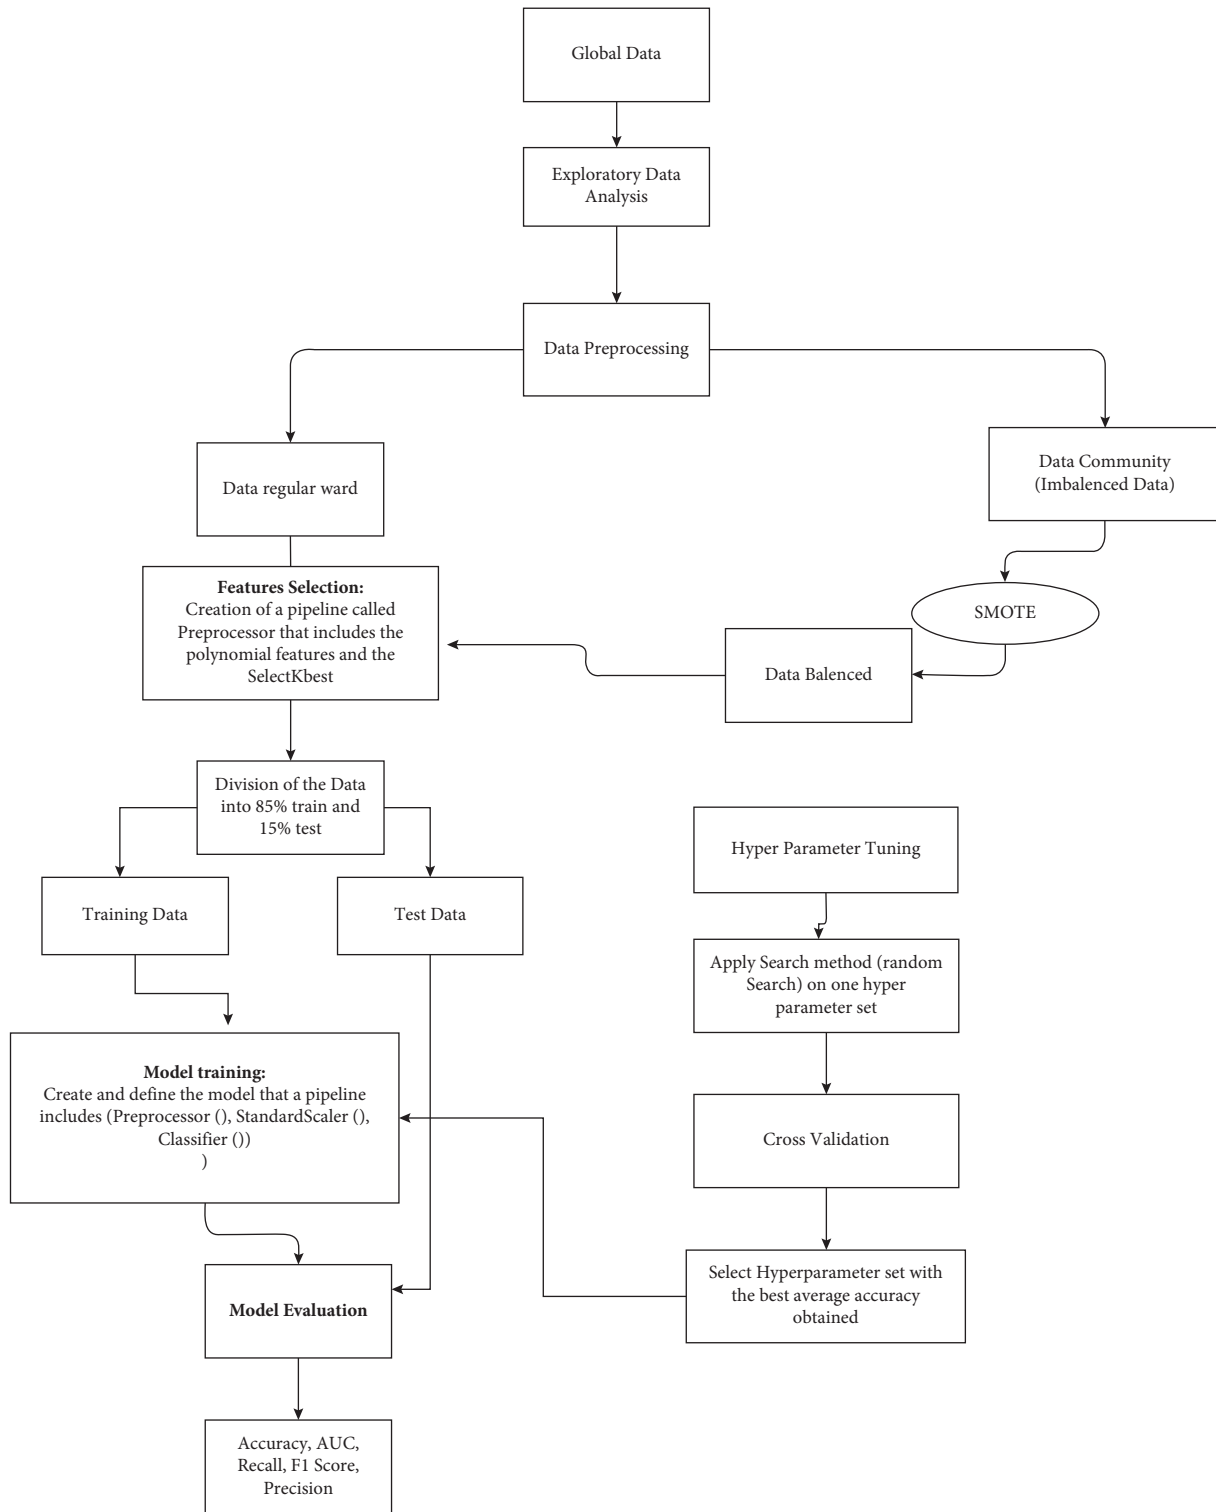 Global Data
Exploratory Data
Analysis
Data Preprocessing
Data regular ward
Data Community
(Imbalenced Data)
Features Selection:
Creation of a pipeline called
Preprocessor that includes the
polynomial features and the
SelectKbest
SMOTE
Data Balenced
Division of the Data
into 85% train and
15% test
Training Data
Test Data
Hyper Parameter Tuning
Apply Search method (random
Search) on one hyper
parameter set
Model training:
Create and define the model that a pipeline
includes (Preprocessor (), StandardScaler (),
Classifier ())
)
Cross Validation
Select Hyperparameter set with
the best average accuracy
obtained
Model Evaluation
Accuracy, AUC,
Recall, F1 Score,
Precision